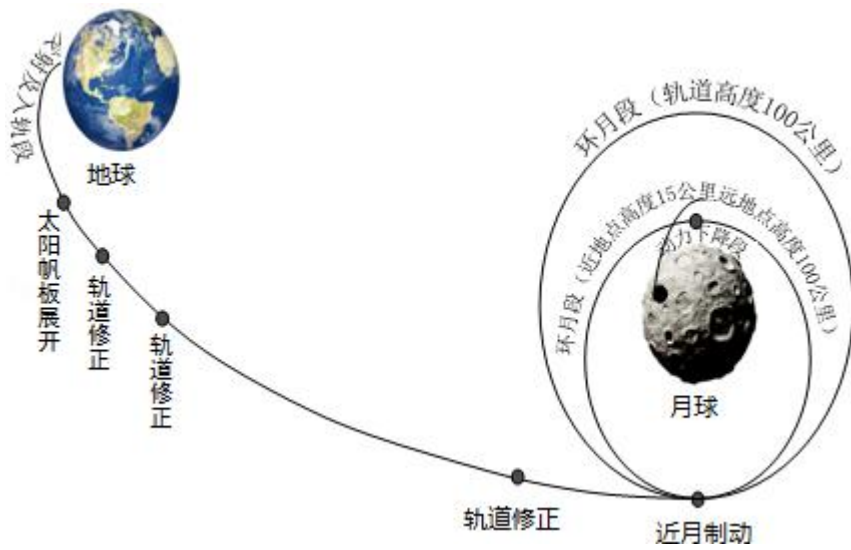 发射及入轨段
地球
太阳帆板展开
轨道修正
轨道修正
轨道修正
近月制动
环月段（轨道高度100公里）
环月段（近地点高度15公里远地点高度100公里）
动力下降段
月球